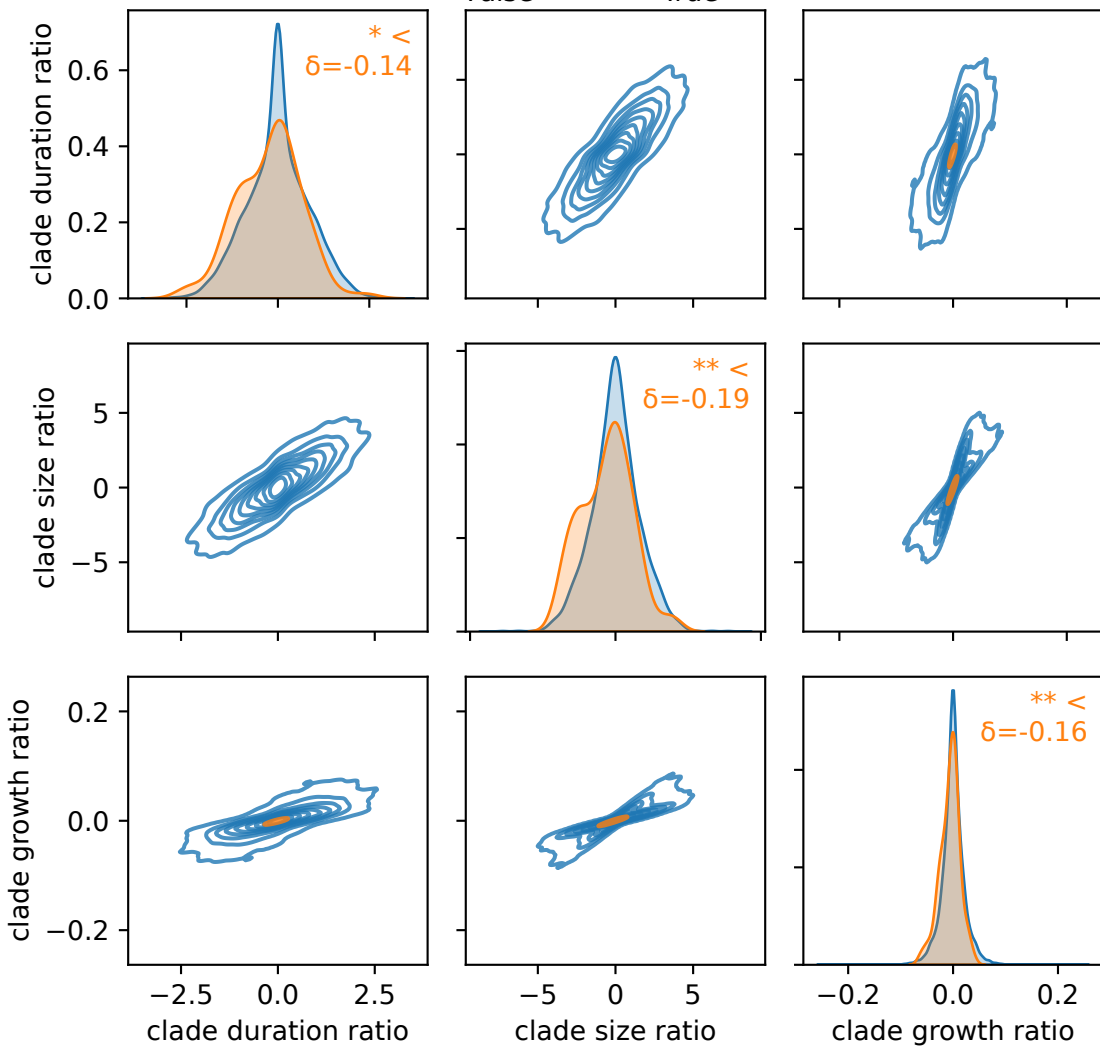 False True
clade duration ratio
0.6
0.4
0.2
0.0
* <
δ=-0.14
clade size ratio
5
0
−5
** <
δ=-0.19
clade growth ratio
0.2
0.0
−0.2
** <
δ=-0.16
−2.5 0.0 2.5
−5 0 5
−0.2 0.0 0.2
clade duration ratio
clade size ratio
clade growth ratio